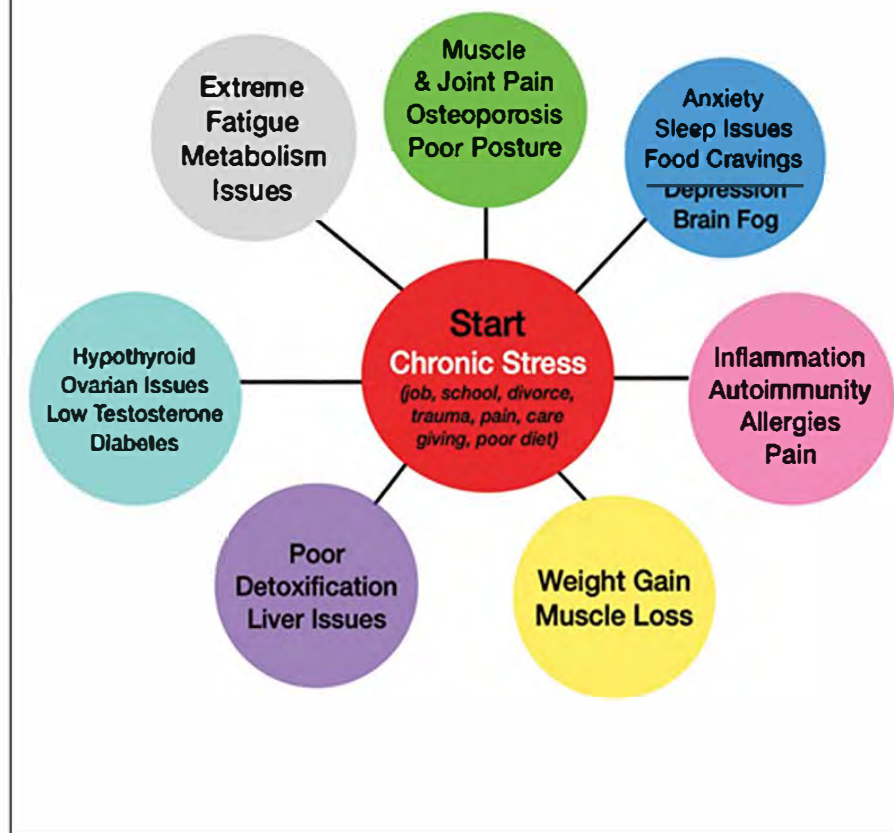 Muscle
& Joint Pain
Osteoporosis
Poor Posture
Extreme
Fatigue
Metabolism
Issues
Anxiety
Sleep Issues
Food Cravings
Depression
Brain Fog
Start
Chronic Stress
(job, school, divorce,
trauma, pain, care
giving, poor diet)
Hypothyroid
Ovarian Issues
Low Testosterone
Diabetes
Inflammation
Autoimmunity
Allergies
Pain
Poor
Detoxification
Liver Issues
Weight Gain
Muscle Loss